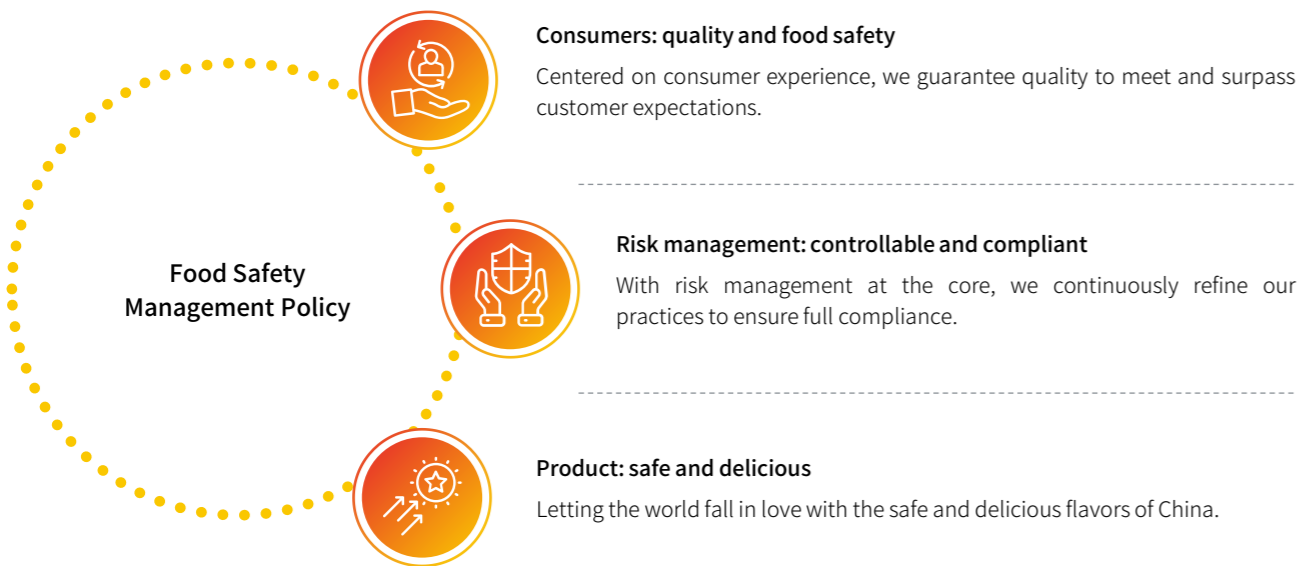 Consumers: quality and food safety
Centered on consumer experience, we guarantee quality to meet and surpass
customer expectations.
Food Safety
Management Policy
Risk management: controllable and compliant
With risk management at the core, we continuously refine our
practices to ensure full compliance.
Product: safe and delicious
Letting the world fall in love with the safe and delicious flavors of China.